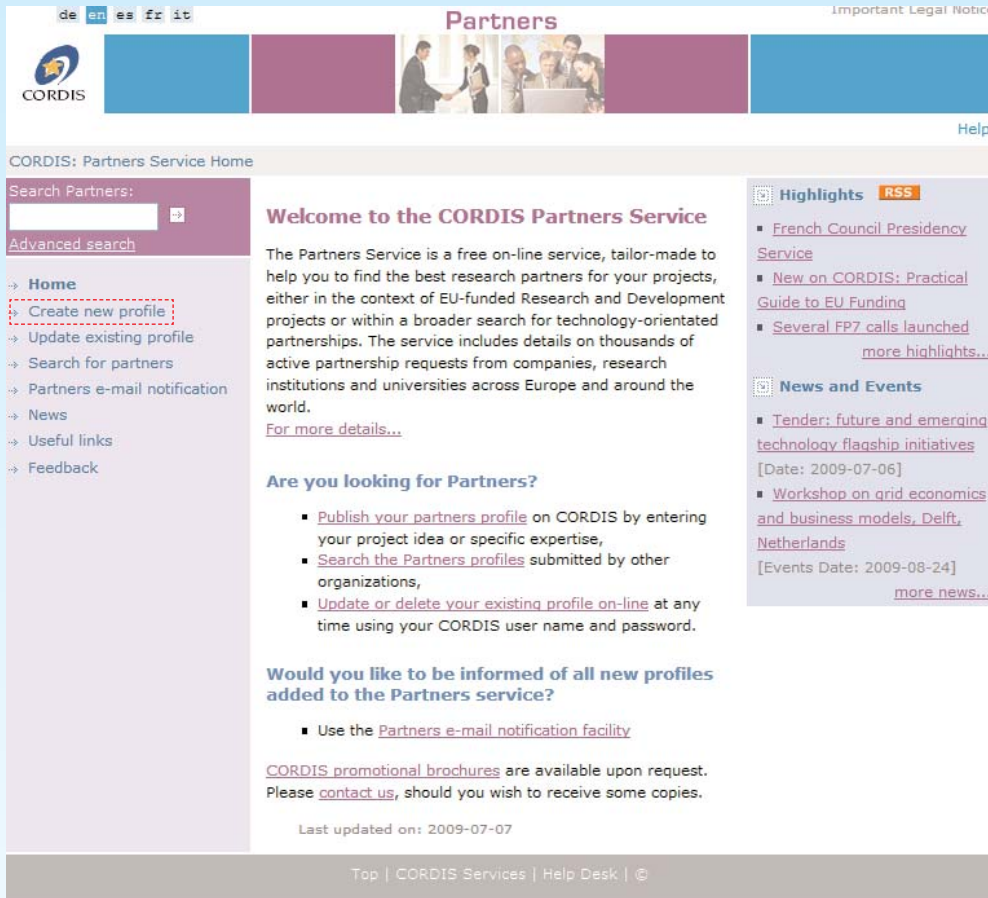 de en es fr it
Partners
Important Legal Notice
CORDIS
Help
CORDIS: Partners Service Home
Search Partners:
Advanced search
Home
Create new profile
Update existing profile
Search for partners
Partners e-mail notification
News
Useful links
Feedback
Welcome to the CORDIS Partners Service
The Partners Service is a free on-line service, tailor-made to
help you to find the best research partners for your projects,
either in the context of EU-funded Research and Development
projects or within a broader search for technology-orientated
partnerships. The service includes details on thousands of
active partnership requests from companies, research
institutions and universities across Europe and around the
world.
For more details...
Are you looking for Partners?
Publish your partners profile on CORDIS by entering
your project idea or specific expertise,
Search the Partners profiles submitted by other
organizations,
Update or delete your existing profile on-line at any
time using your CORDIS user name and password.
Would you like to be informed of all new profiles
added to the Partners service?
Use the Partners e-mail notification facility
CORDIS promotional brochures are available upon request.
Please contact us, should you wish to receive some copies.
Last updated on: 2009-07-07
Highlights RSS
French Council Presidency
Service
New on CORDIS: Practical
Guide to EU Funding
Several FP7 calls launched
more highlights...
News and Events
Tender: future and emerging
technology flagship initiatives
[Date: 2009-07-06]
Workshop on grid economics
and business models, Delft,
Netherlands
[Events Date: 2009-08-24]
more news...
Top | CORDIS Services | Help Desk | ©